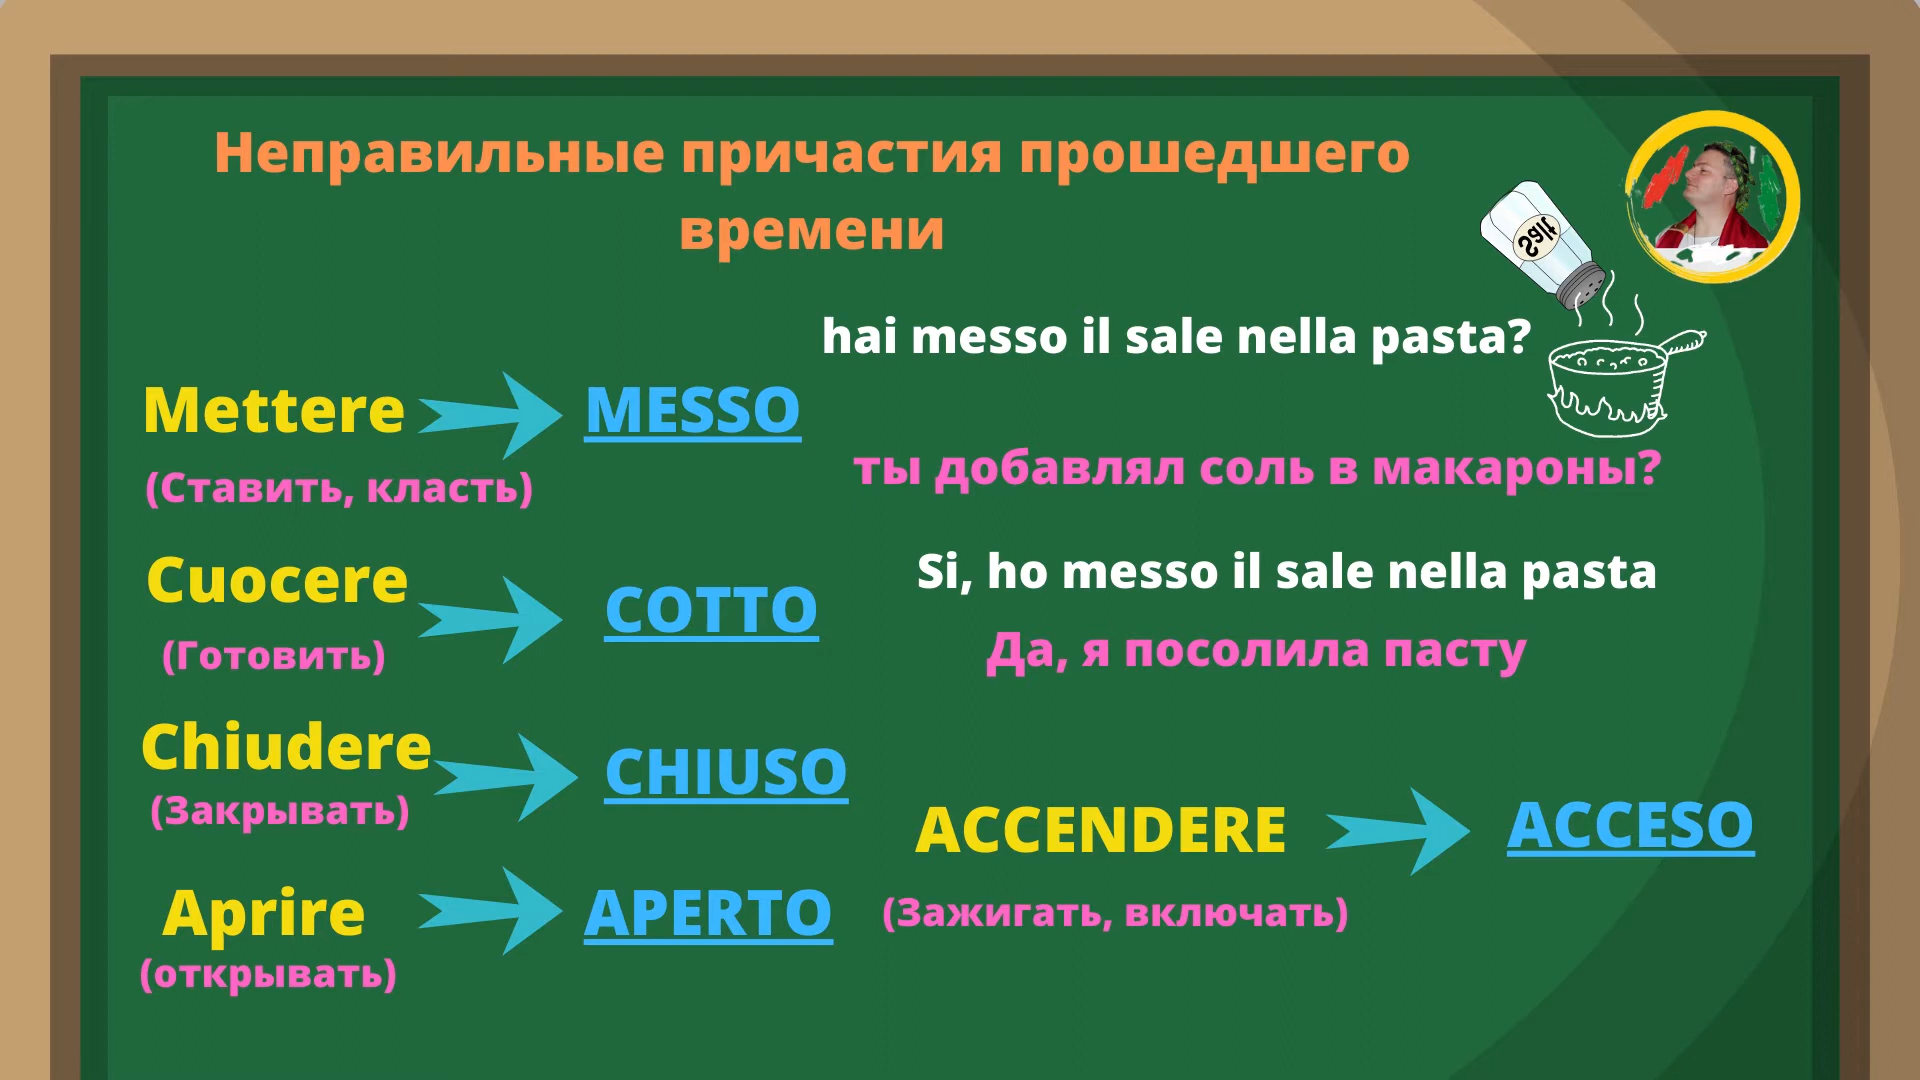 Неправильные причастия прошедшего
времени
Salt
hai messo il sale nella pasta?
Mettere
MESSO
(Ставить, класть)
ты добавлял соль в макароны?
Cuocere
COTTO
(Готовить)
Si, ho messo il sale nella pasta
Да, я посолила пасту
Chiudere
CHIUSO
(Закрывать)
ACCENDERE
ACCESO
(Зажигать, включать)
Aprire
APERTO
(открывать)